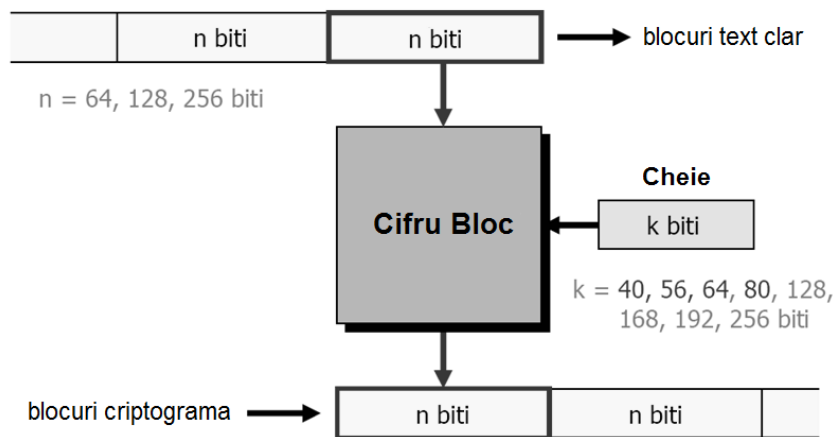 n biti
n biti
blocuri text clar
n = 64, 128, 256 biti
Cheie
Cifru Bloc
k biti
k = 40, 56, 64, 80, 128,
168, 192, 256 biti
blocuri criptograma
n biti
n biti